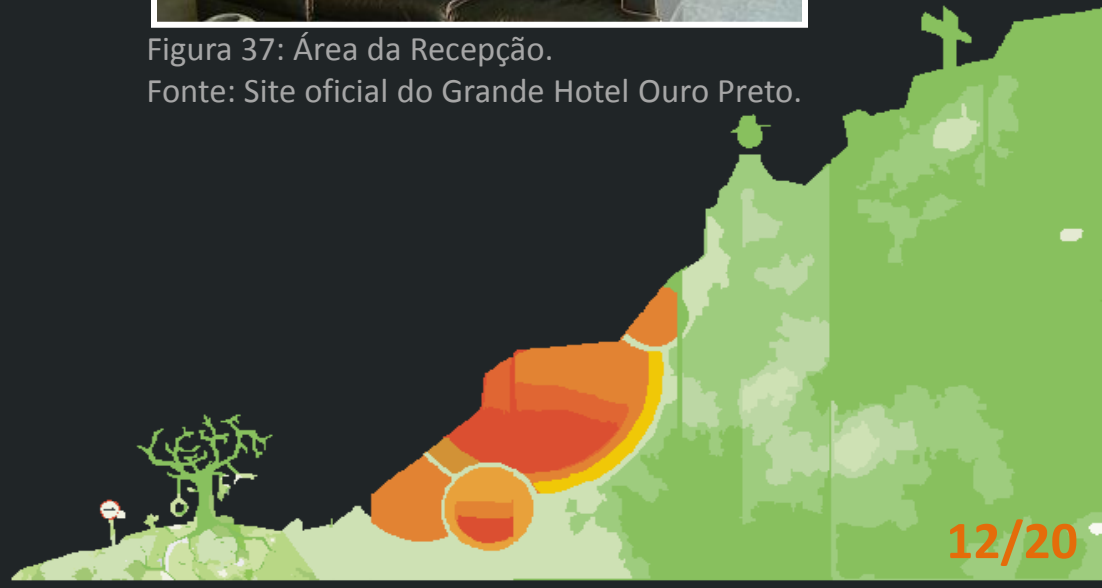 Figura 37: Área da Recepção.
Fonte: Site oficial do Grande Hotel Ouro Preto.
12/20